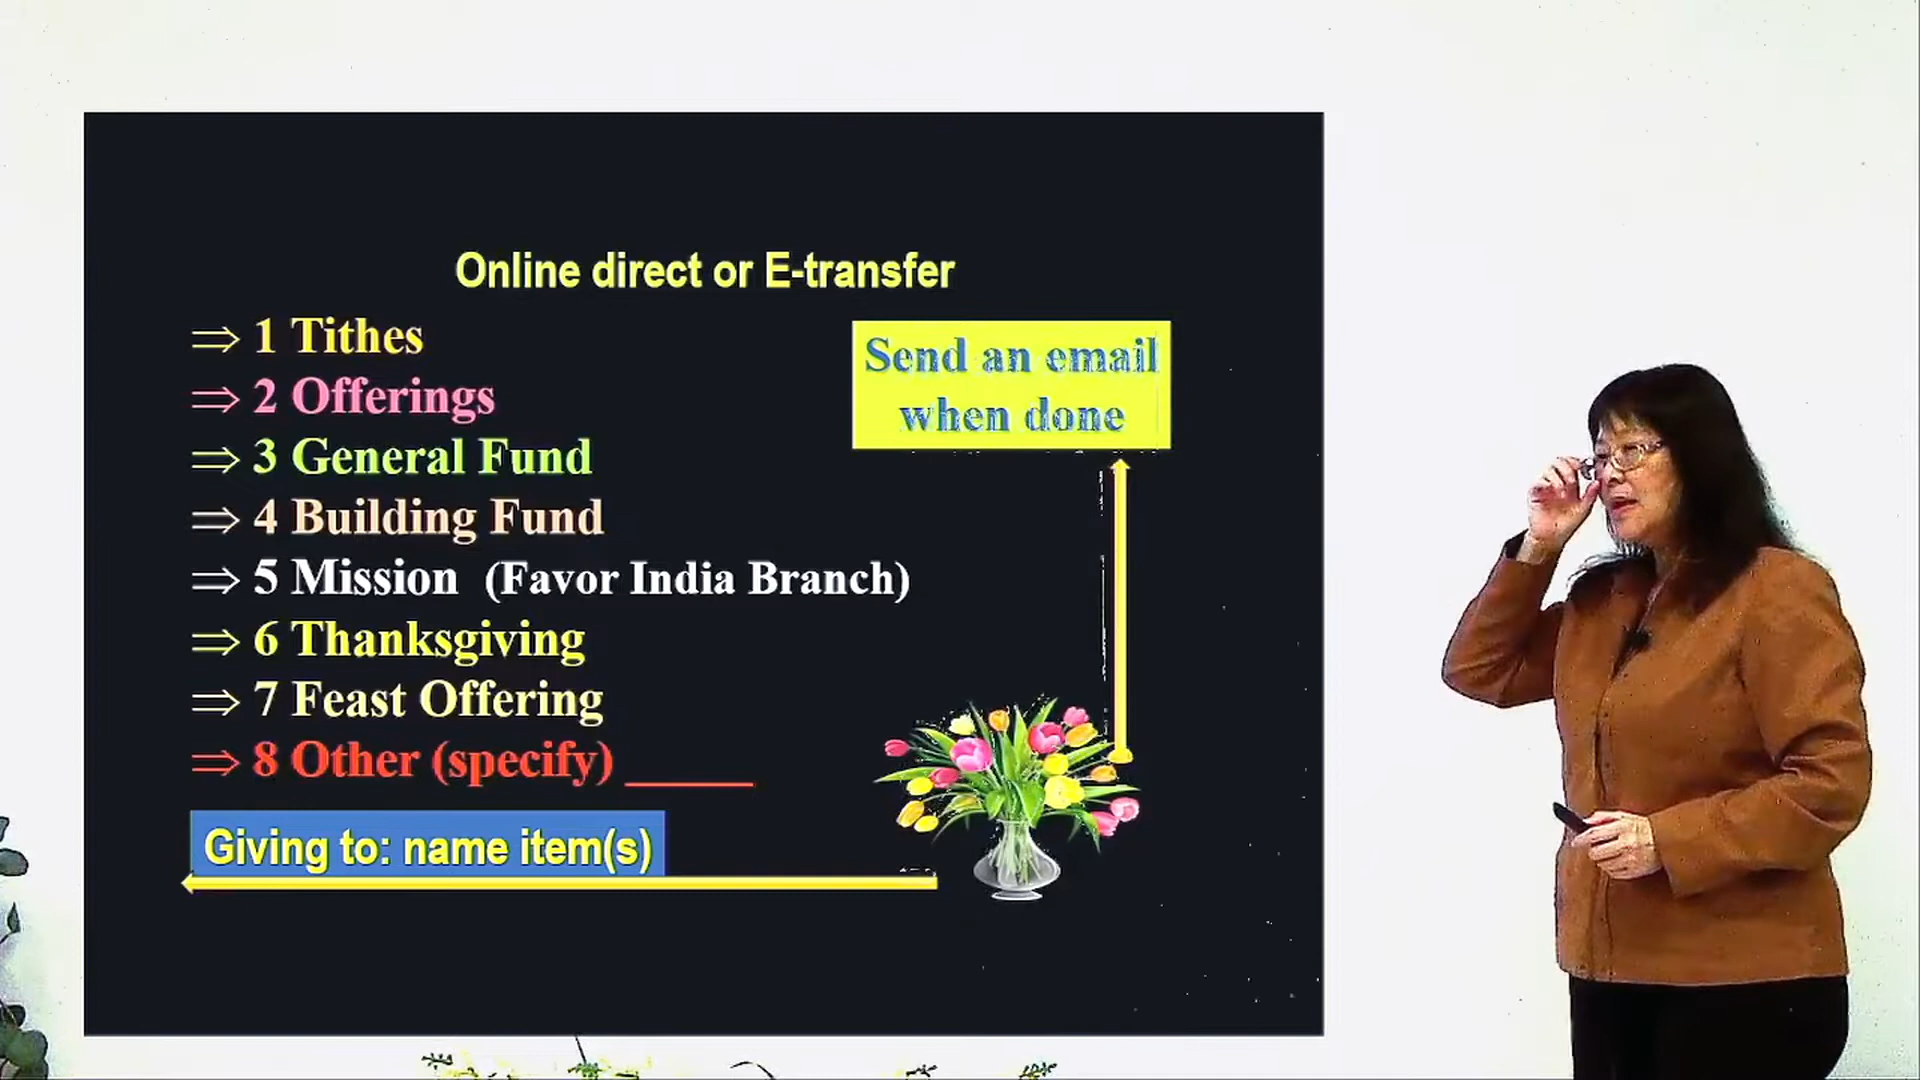 Online direct or E-transfer
⇒ 1 Tithes
⇒ 2 Offerings
⇒ 3 General Fund
⇒ 4 Building Fund
⇒ 5 Mission (Favor India Branch)
⇒ 6 Thanksgiving
⇒ 7 Feast Offering
⇒ 8 Other (specify) ______
Send an email
when done
Giving to: name item(s)